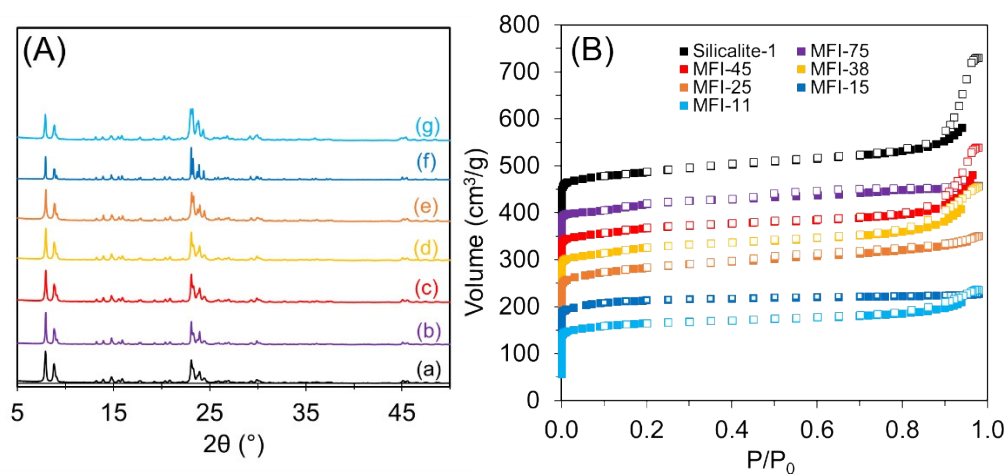 (A)
(g)
(f)
(e)
(d)
(c)
(b)
(a)
5 15 25 35 45
2θ (°)
(B)
800
700
600
500
400
300
200
100
0
Volume (cm³/g)
Silicalite-1 MFI-75
MFI-45 MFI-38
MFI-25 MFI-15
MFI-11
0.0 0.2 0.4 0.6 0.8 1.0
P/P₀